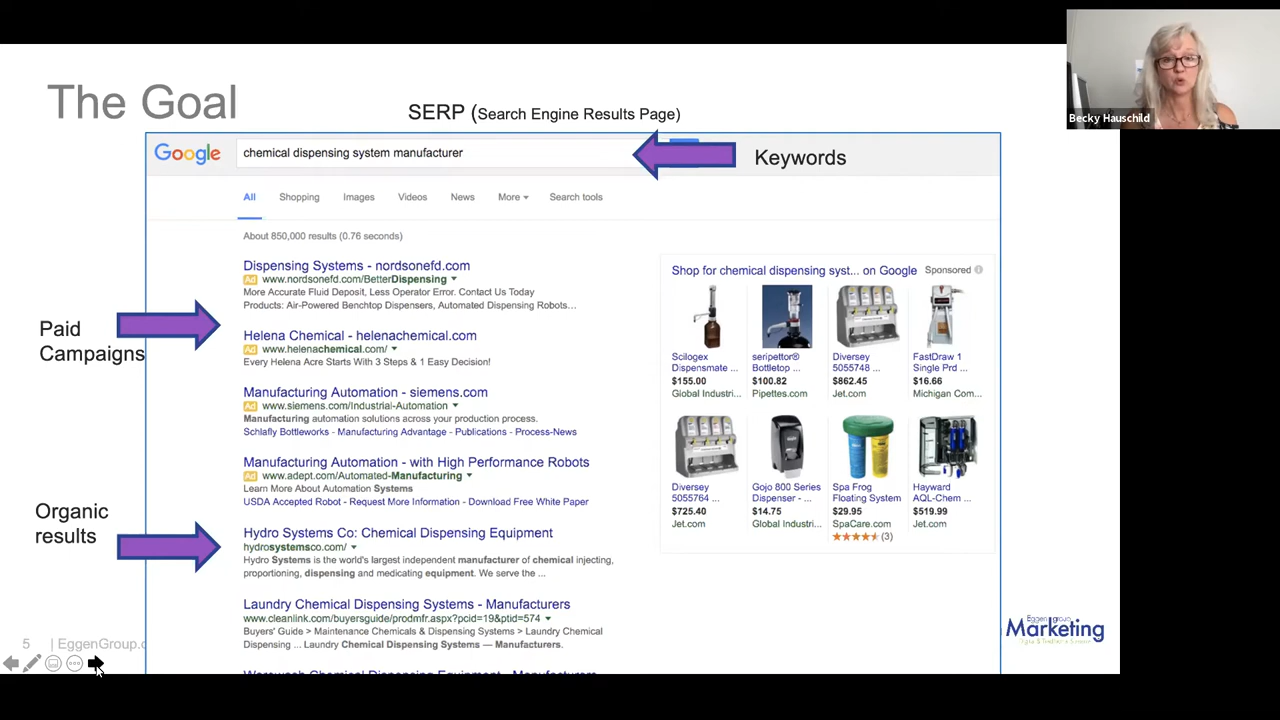 Becky Hauschild
The Goal
SERP (Search Engine Results Page)
Google
chemical dispensing system manufacturer
Keywords
All Shopping Images Videos News More Search tools
About 850,000 results (0.76 seconds)
Paid
Campaigns
Organic
results
Dispensing Systems - nordsonefd.com
Ad www.nordsonefd.com/BetterDispensing
More Accurate Fluid Deposit, Less Operator Error. Contact Us Today
Products: Air-Powered Benchtop Dispensers, Automated Dispensing Robots…
Helena Chemical - helenachemical.com
Ad www.helenachemical.com/
Every Helena Acre Starts With 3 Steps & 1 Easy Decision!
Manufacturing Automation - siemens.com
Ad www.siemens.com/Industrial-Automation
Manufacturing automation solutions across your production process.
Schlafly Bottleworks - Manufacturing Advantage - Publications - Process-News
Manufacturing Automation - with High Performance Robots
Ad www.adept.com/Automated-Manufacturing
Learn More About Automation Systems
USDA Accepted Robot - Request More Information - Download Free White Paper
Hydro Systems Co: Chemical Dispensing Equipment
hydrosystemsco.com/
Hydro Systems is the world's largest independent manufacturer of chemical injecting,
proportioning, dispensing and medicating equipment. We serve the ...
Laundry Chemical Dispensing Systems - Manufacturers
www.cleanlink.com/buyersguide/prodmfr.aspx?pcid=19&ptid=574
Buyers' Guide > Maintenance Chemicals & Dispensing Systems > Laundry Chemical
Dispensing ... Laundry Chemical Dispensing Systems — Manufacturers.
Shop for chemical dispensing syst... on Google Sponsored
Scilogex
Dispensmate ...
$155.00
Global Industri...
seripettor®
Bottletop ...
$100.82
Pipettes.com
Diversey
5055748 ...
$862.45
Jet.com
FastDraw 1
Single Prd ...
$16.66
Michigan Com...
Diversey
5055764 ...
$725.40
Jet.com
Gojo 800 Series
Dispenser - ...
$14.75
Global Industri...
Spa Frog
Floating System
$29.95
SpaCare.com
(3)
Hayward
AQL-Chem ...
$519.99
Jet.com
5 | EggenGroup.c
Eggen group
Marketing